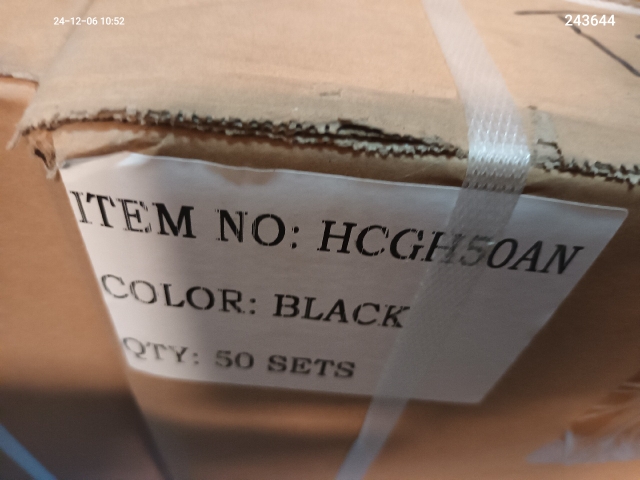 24-12-06 10:52
243644
ITEM NO: HCGH50AN
COLOR: BLACK
QTY: 50 SETS